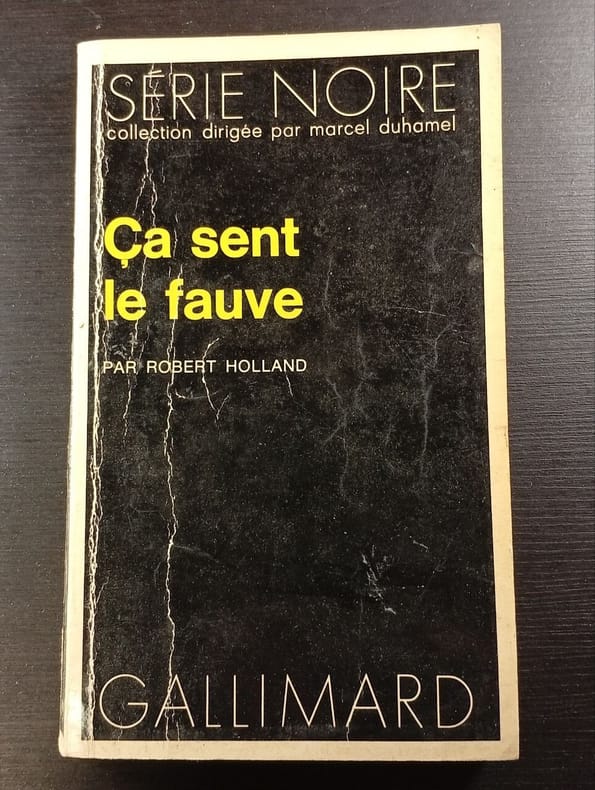 SÉRIE NOIRE
collection dirigée par marcel duhamel
Ça sent
le fauve
PAR ROBERT HOLLAND
GALLIMARD